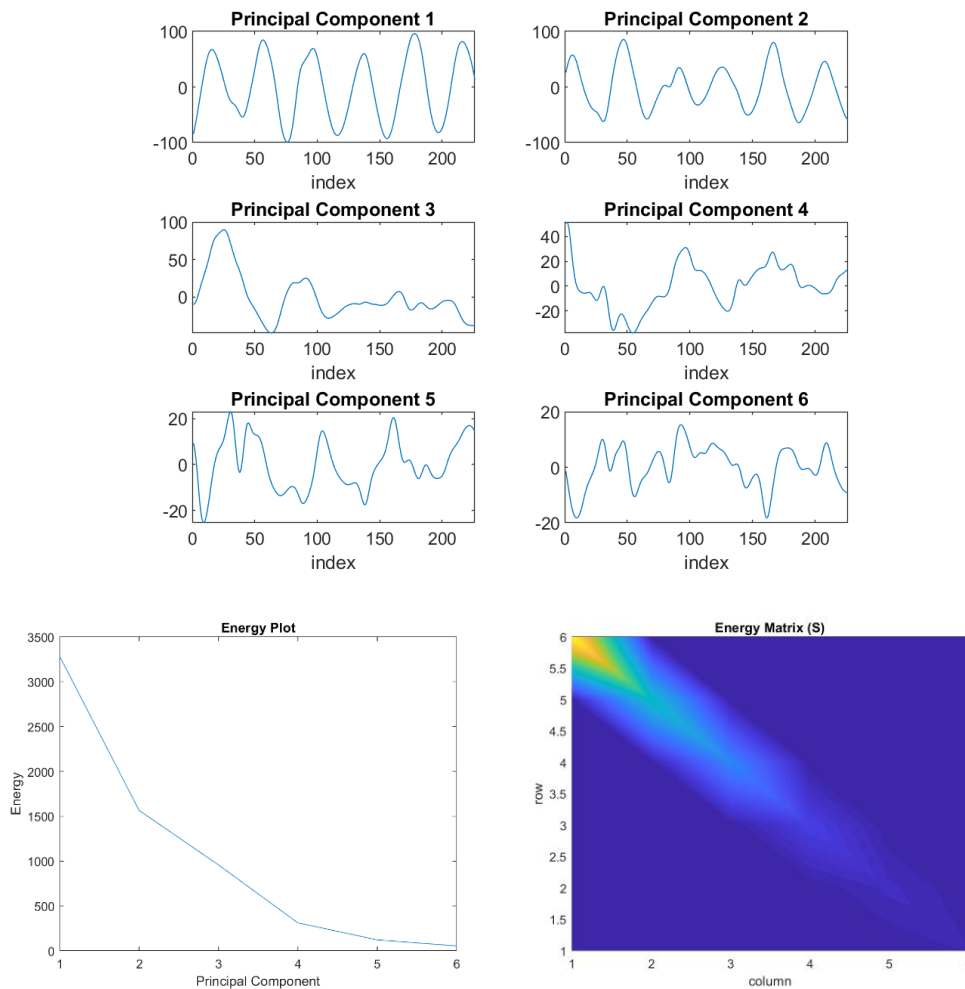 Principal Component 1
100
0
-100
0 50 100 150 200
index
Principal Component 2
100
50
0
-50
-100
0 50 100 150 200
index
Principal Component 3
100
50
0
0 50 100 150 200
index
Principal Component 4
40
20
0
-20
0 50 100 150 200
index
Principal Component 5
20
0
-20
0 50 100 150 200
index
Principal Component 6
20
0
-20
0 50 100 150 200
index
Energy Plot
3500
3000
2500
2000
1500
1000
500
0
Energy
1 2 3 4 5 6
Principal Component
Energy Matrix (S)
6
5.5
5
4.5
4
3.5
3
2.5
2
1.5
1
row
1 2 3 4 5
column